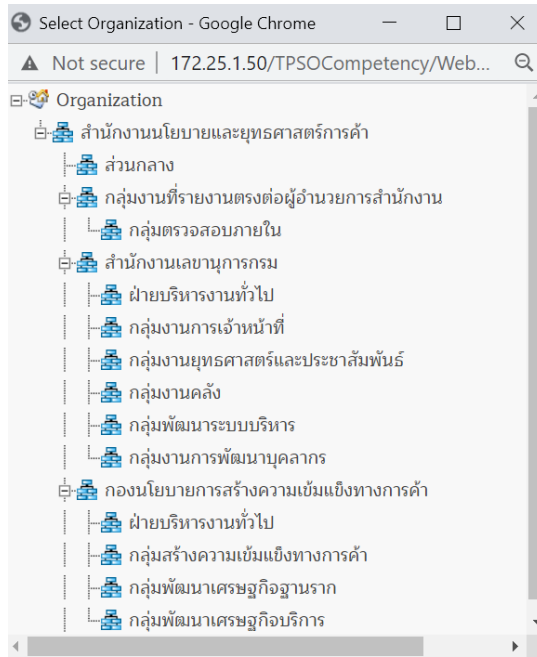 Select Organization - Google Chrome
Not secure | 172.25.1.50/TPSOCompetency/Web...
Organization
สำนักงานนโยบายและยุทธศาสตร์การค้า
ส่วนกลาง
กลุ่มงานที่รายงานตรงต่อผู้อำนวยการสำนักงาน
กลุ่มตรวจสอบภายใน
สำนักงานเลขานุการกรม
ฝ่ายบริหารงานทั่วไป
กลุ่มงานการเจ้าหน้าที่
กลุ่มงานยุทธศาสตร์และประชาสัมพันธ์
กลุ่มงานคลัง
กลุ่มพัฒนาระบบบริหาร
กลุ่มงานการพัฒนาบุคลากร
กองนโยบายการสร้างความเข้มแข็งทางการค้า
ฝ่ายบริหารงานทั่วไป
กลุ่มสร้างความเข้มแข็งทางการค้า
กลุ่มพัฒนาเศรษฐกิจฐานราก
กลุ่มพัฒนาเศรษฐกิจบริการ